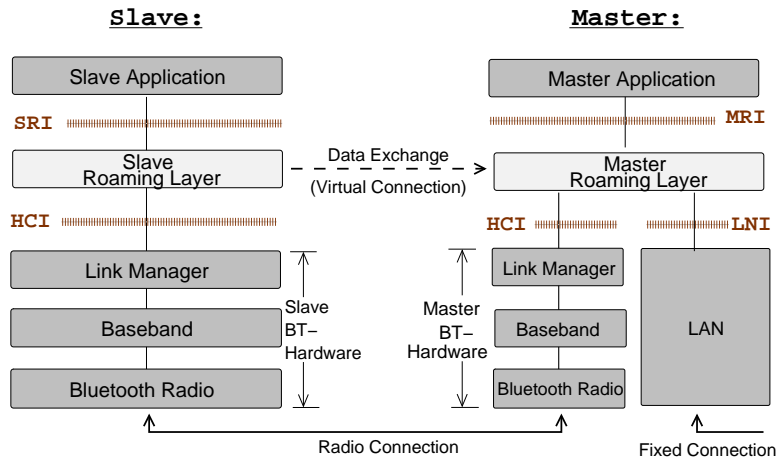 Slave:
Master:
Slave Application
Master Application
SRI
MRI
Slave
Roaming Layer
Data Exchange
(Virtual Connection)
Master
Roaming Layer
HCI
HCI
LNI
Link Manager
Link Manager
Slave
BT−
Hardware
Master
BT−
Hardware
Baseband
Baseband
LAN
Bluetooth Radio
Bluetooth Radio
Radio Connection
Fixed Connection